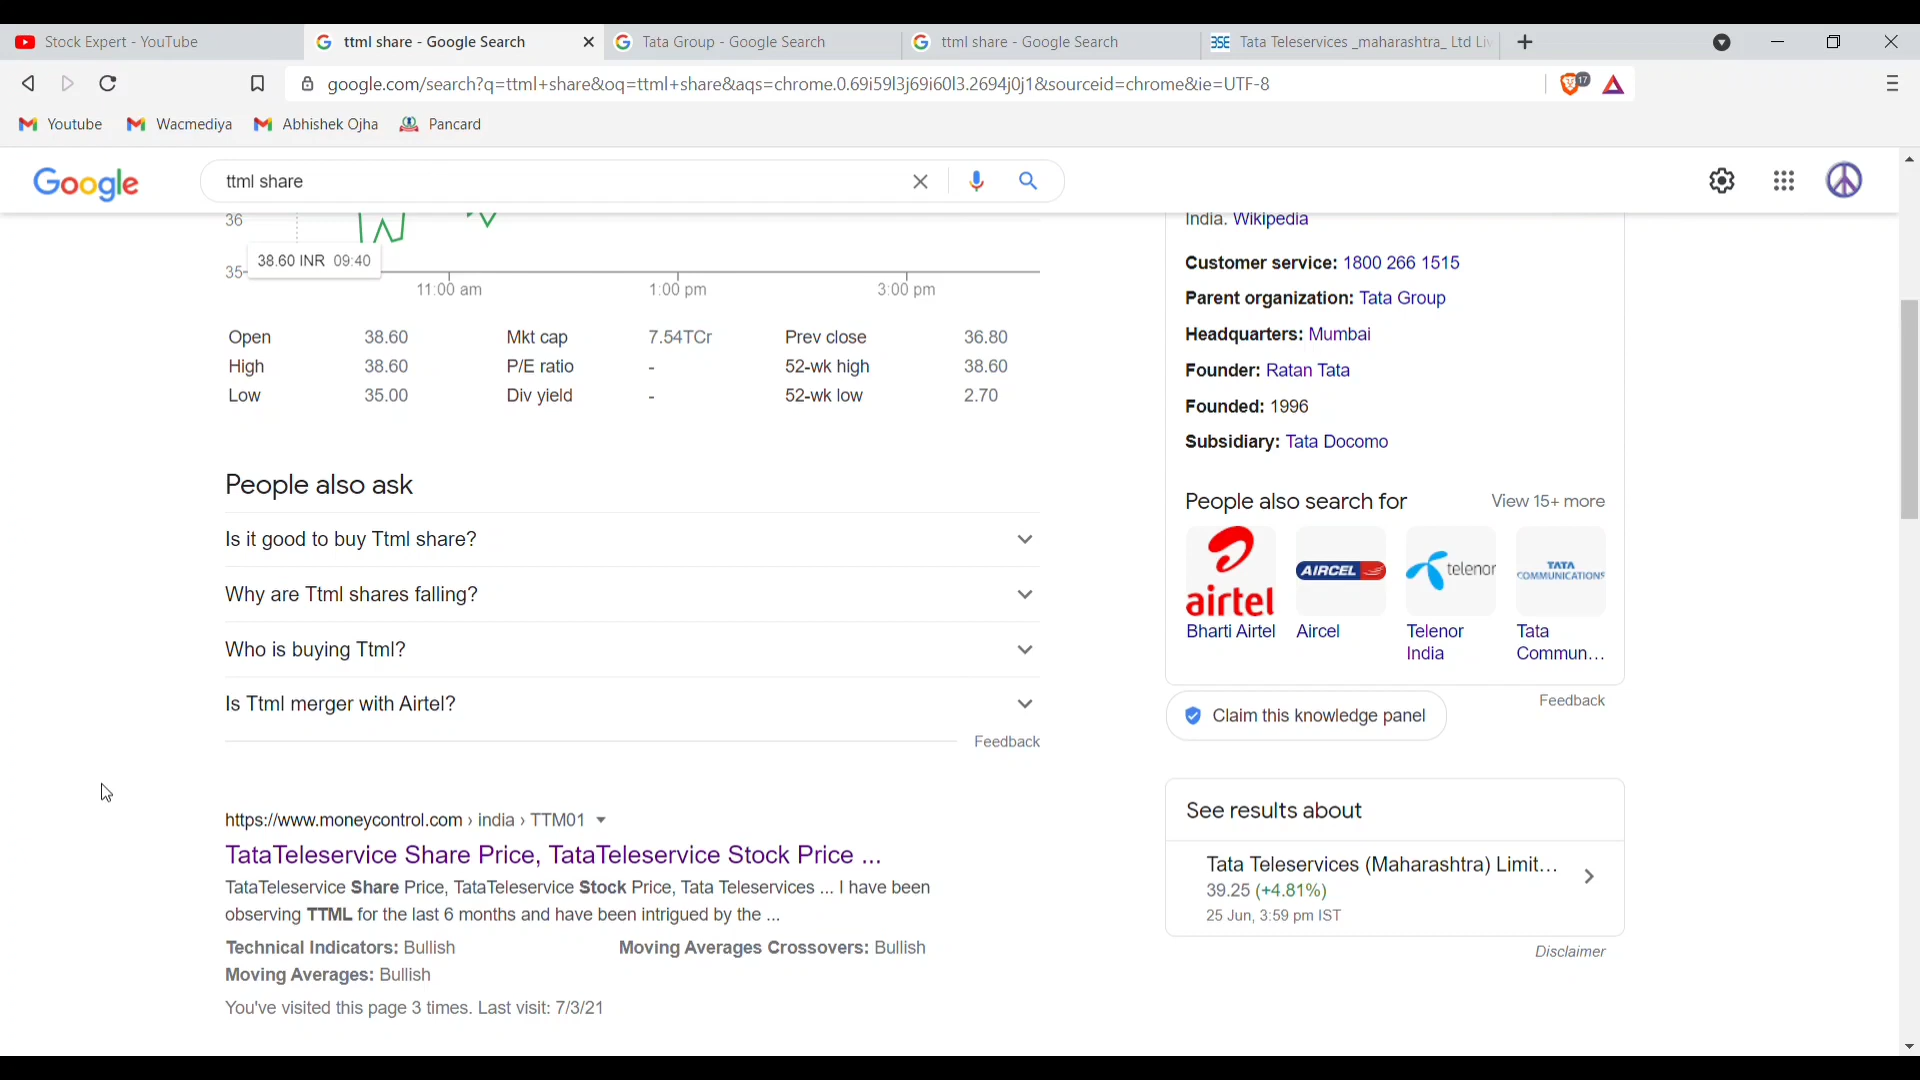 Stock Expert - YouTube
ttml share - Google Search
Tata Group - Google Search
ttml share - Google Search
Tata Teleservices _maharashtra_ Ltd Liv
google.com/search?q=ttml+share&oq=ttml+share&aqs=chrome.0.69i59l3j69i60l3.2694j0j1&sourceid=chrome&ie=UTF-8
17
Youtube
Wacmediya
Abhishek Ojha
Pancard
Google
ttml share
36
38.60 INR 09:40
35
11:00 am
1:00 pm
3:00 pm
Open 38.60 Mkt cap 7.54TCr Prev close 36.80
High 38.60 P/E ratio - 52-wk high 38.60
Low 35.00 Div yield - 52-wk low 2.70
People also ask
Is it good to buy Ttml share?
Why are Ttml shares falling?
Who is buying Ttml?
Is Ttml merger with Airtel?
Feedback
https://www.moneycontrol.com › india › TTM01
TataTeleservice Share Price, TataTeleservice Stock Price ...
TataTeleservice Share Price, TataTeleservice Stock Price, Tata Teleservices ... I have been
observing TTML for the last 6 months and have been intrigued by the ...
Technical Indicators: Bullish
Moving Averages Crossovers: Bullish
Moving Averages: Bullish
You've visited this page 3 times. Last visit: 7/3/21
India. Wikipedia
Customer service: 1800 266 1515
Parent organization: Tata Group
Headquarters: Mumbai
Founder: Ratan Tata
Founded: 1996
Subsidiary: Tata Docomo
People also search for
View 15+ more
airtel
AIRCEL
telenor
TATA
COMMUNICATIONS
Bharti Airtel
Aircel
Telenor
India
Tata
Commun...
Feedback
Claim this knowledge panel
See results about
Tata Teleservices (Maharashtra) Limit...
39.25 (+4.81%)
25 Jun, 3:59 pm IST
Disclaimer